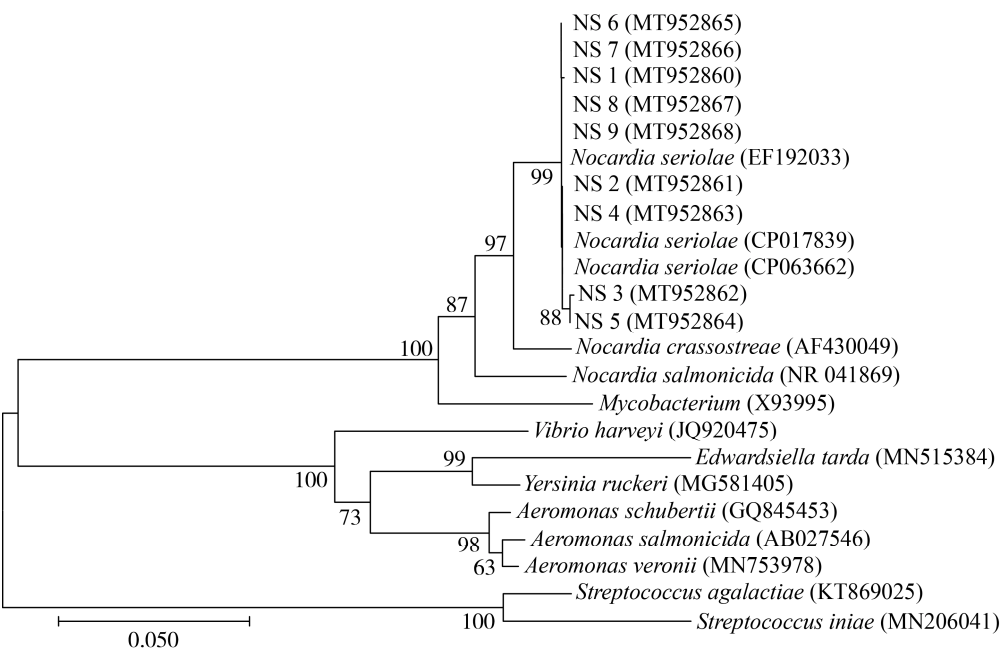 NS 6 (MT952865)
NS 7 (MT952866)
NS 1 (MT952860)
NS 8 (MT952867)
NS 9 (MT952868)
Nocardia seriolae (EF192033)
99
NS 2 (MT952861)
NS 4 (MT952863)
97
Nocardia seriolae (CP017839)
Nocardia seriolae (CP063662)
NS 3 (MT952862)
87
88
NS 5 (MT952864)
100
Nocardia crassostreae (AF430049)
Nocardia salmonicida (NR 041869)
Mycobacterium (X93995)
Vibrio harveyi (JQ920475)
99
Edwardsiella tarda (MN515384)
100
Yersinia ruckeri (MG581405)
73
Aeromonas schubertii (GQ845453)
98
Aeromonas salmonicida (AB027546)
63
Aeromonas veronii (MN753978)
Streptococcus agalactiae (KT869025)
100
Streptococcus iniae (MN206041)
0.050